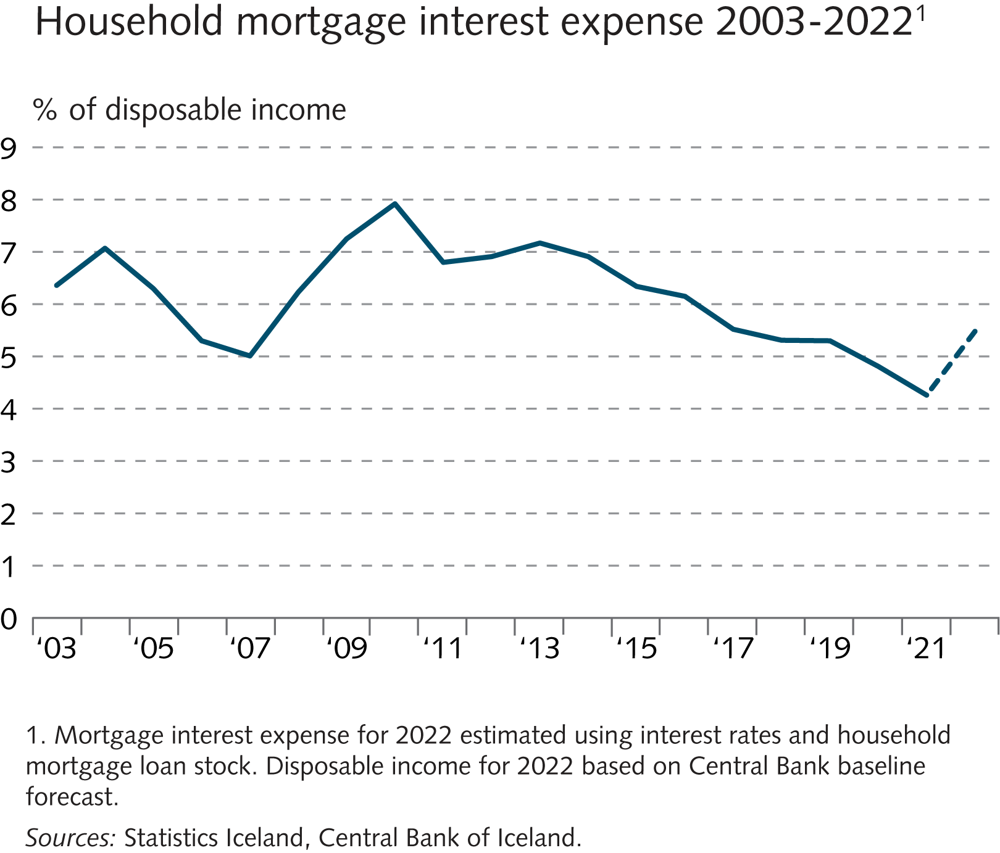 Household mortgage interest expense 2003-2022¹
% of disposable income
9
8
7
6
5
4
3
2
1
0
‘03 ‘05 ‘07 ‘09 ‘11 ‘13 ‘15 ‘17 ‘19 ‘21
1. Mortgage interest expense for 2022 estimated using interest rates and household
mortgage loan stock. Disposable income for 2022 based on Central Bank baseline
forecast.
Sources: Statistics Iceland, Central Bank of Iceland.